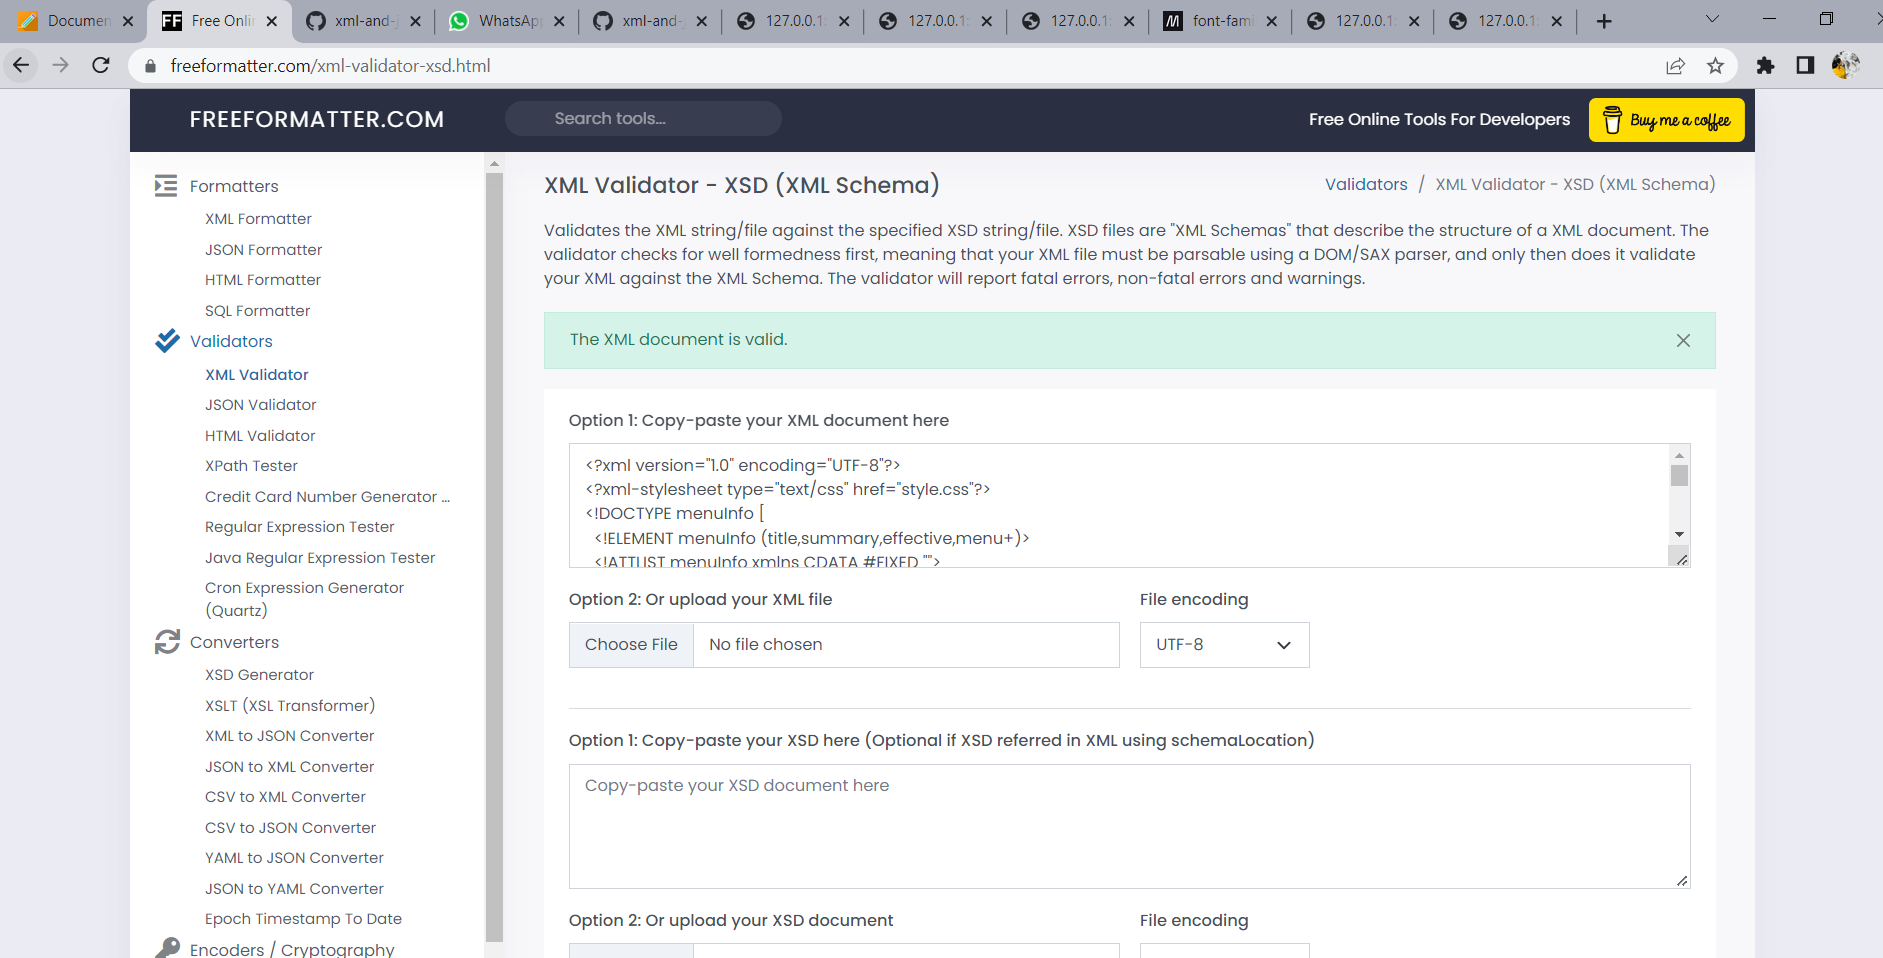 Documen
Free Onlin
xml-and-j
WhatsApp
xml-and-j
127.0.0.1:
127.0.0.1:
127.0.0.1:
font-fami
127.0.0.1:
127.0.0.1:
freeformatter.com/xml-validator-xsd.html
FREEFORMATTER.COM
Search tools...
Free Online Tools For Developers
Buy me a coffee
Formatters
XML Formatter
JSON Formatter
HTML Formatter
SQL Formatter
Validators
XML Validator
JSON Validator
HTML Validator
XPath Tester
Credit Card Number Generator ...
Regular Expression Tester
Java Regular Expression Tester
Cron Expression Generator
(Quartz)
Converters
XSD Generator
XSLT (XSL Transformer)
XML to JSON Converter
JSON to XML Converter
CSV to XML Converter
CSV to JSON Converter
YAML to JSON Converter
JSON to YAML Converter
Epoch Timestamp To Date
Encoders / Cryptography
XML Validator - XSD (XML Schema)
Validators / XML Validator - XSD (XML Schema)
Validates the XML string/file against the specified XSD string/file. XSD files are "XML Schemas" that describe the structure of a XML document. The
validator checks for well formedness first, meaning that your XML file must be parsable using a DOM/SAX parser, and only then does it validate
your XML against the XML Schema. The validator will report fatal errors, non-fatal errors and warnings.
The XML document is valid.
Option 1: Copy-paste your XML document here
<?xml version="1.0" encoding="UTF-8"?>
<?xml-stylesheet type="text/css" href="style.css"?>
<!DOCTYPE menuInfo [
<!ELEMENT menuInfo (title,summary,effective,menu+)>
<!ATTLIST menuInfo xmlns CDATA #FIXED "">
Option 2: Or upload your XML file
File encoding
Choose File
No file chosen
UTF-8
Option 1: Copy-paste your XSD here (Optional if XSD referred in XML using schemaLocation)
Copy-paste your XSD document here
Option 2: Or upload your XSD document
File encoding